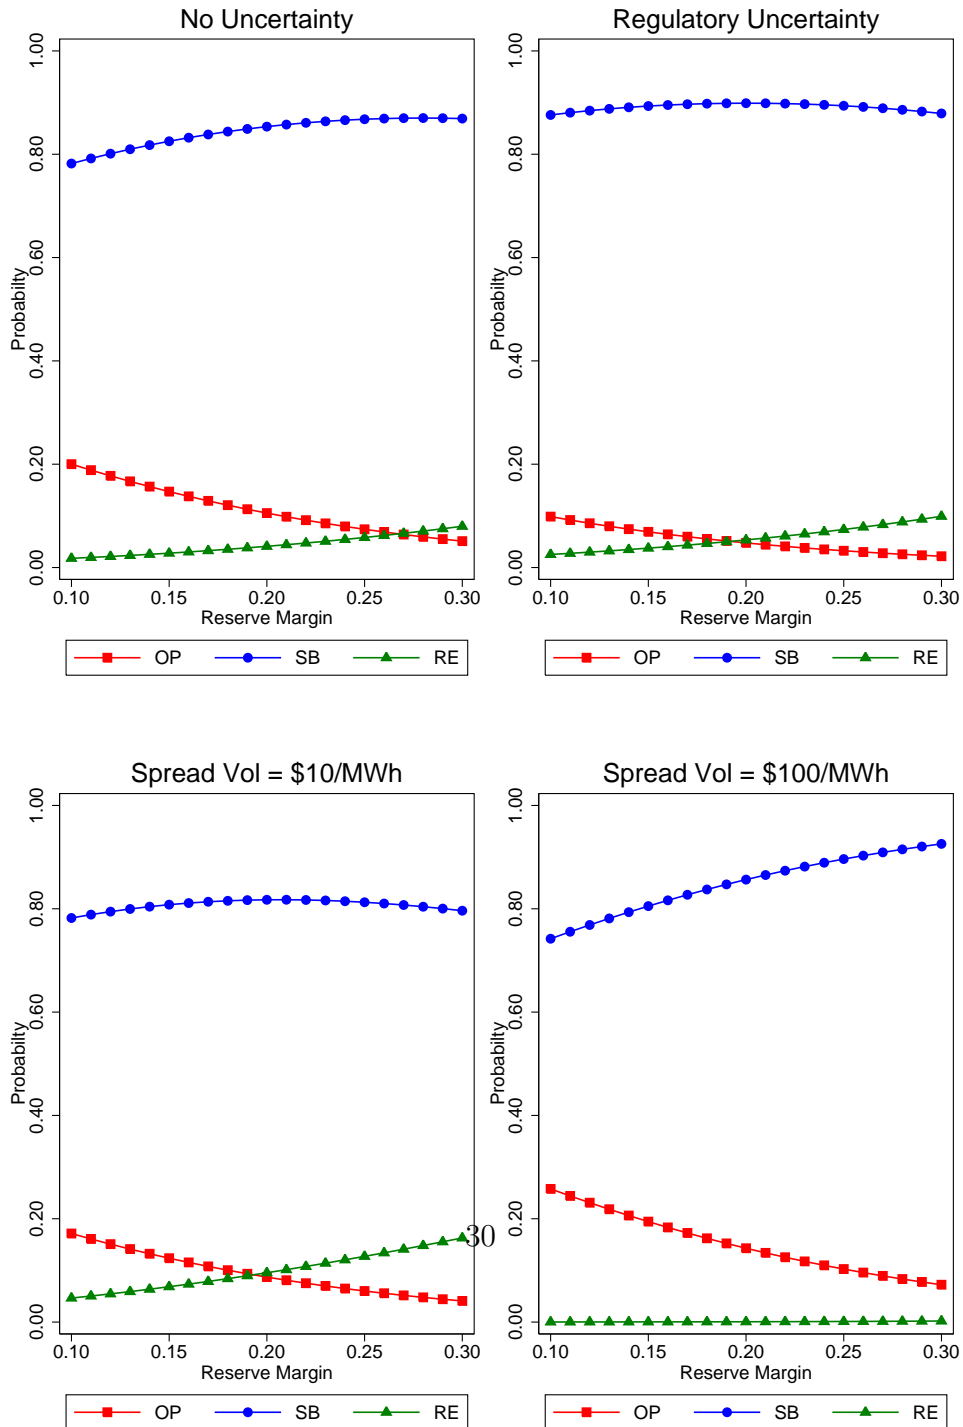 No Uncertainty
1.00
0.80
0.60
0.40
0.20
0.00
Probabilty
0.10 0.15 0.20 0.25 0.30
Reserve Margin
OP SB RE
Regulatory Uncertainty
1.00
0.80
0.60
0.40
0.20
0.00
Probabilty
0.10 0.15 0.20 0.25 0.30
Reserve Margin
OP SB RE
Spread Vol = $10/MWh
1.00
0.80
0.60
0.40
0.20
0.00
Probabilty
0.10 0.15 0.20 0.25 0.30
Reserve Margin
OP SB RE
30
Spread Vol = $100/MWh
1.00
0.80
0.60
0.40
0.20
0.00
Probabilty
0.10 0.15 0.20 0.25 0.30
Reserve Margin
OP SB RE